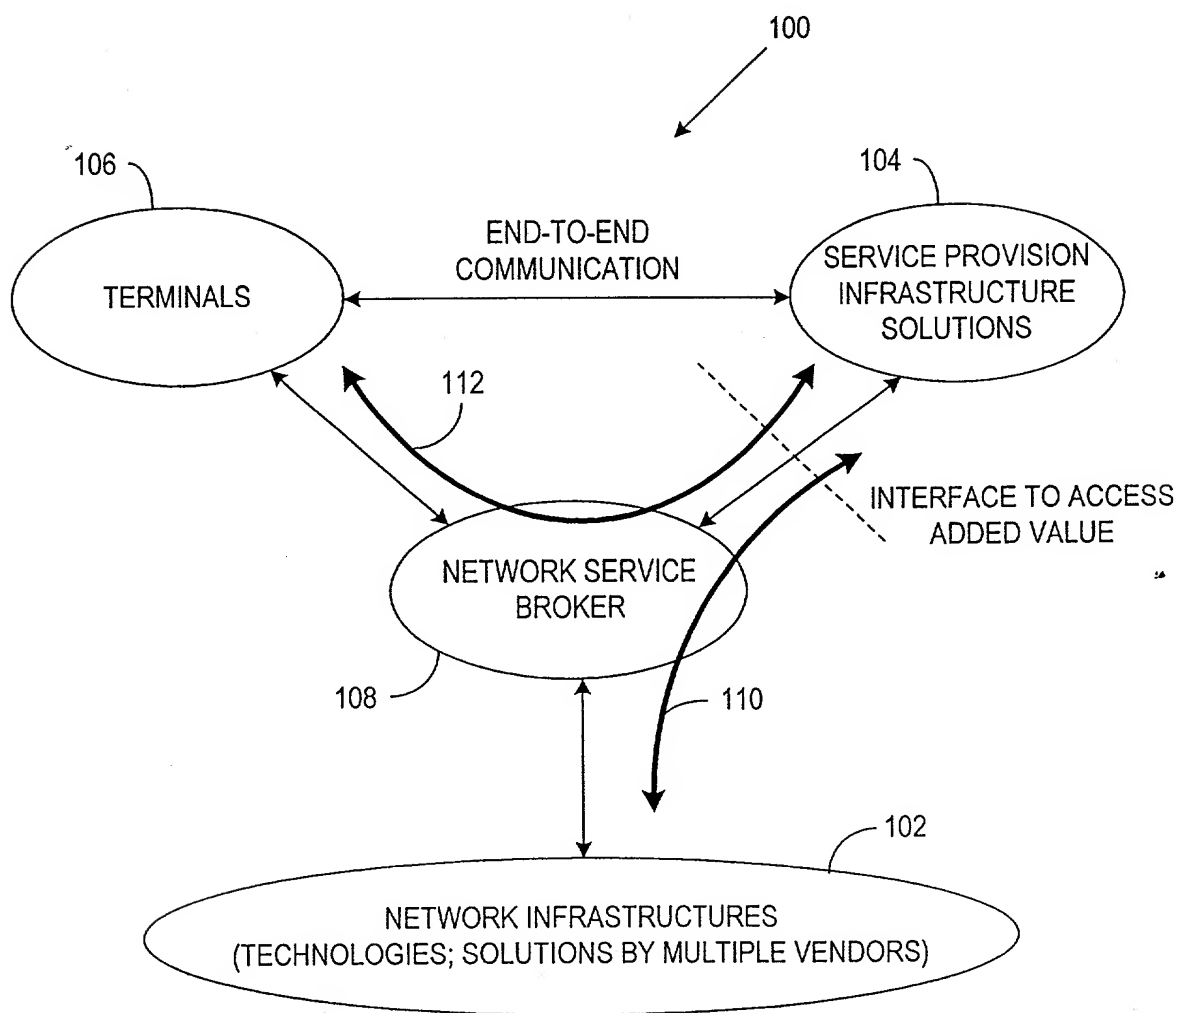 100
106
104
END-TO-END
COMMUNICATION
TERMINALS
SERVICE PROVISION
INFRASTRUCTURE
SOLUTIONS
112
INTERFACE TO ACCESS
ADDED VALUE
NETWORK SERVICE
BROKER
108
110
102
NETWORK INFRASTRUCTURES
(TECHNOLOGIES; SOLUTIONS BY MULTIPLE VENDORS)